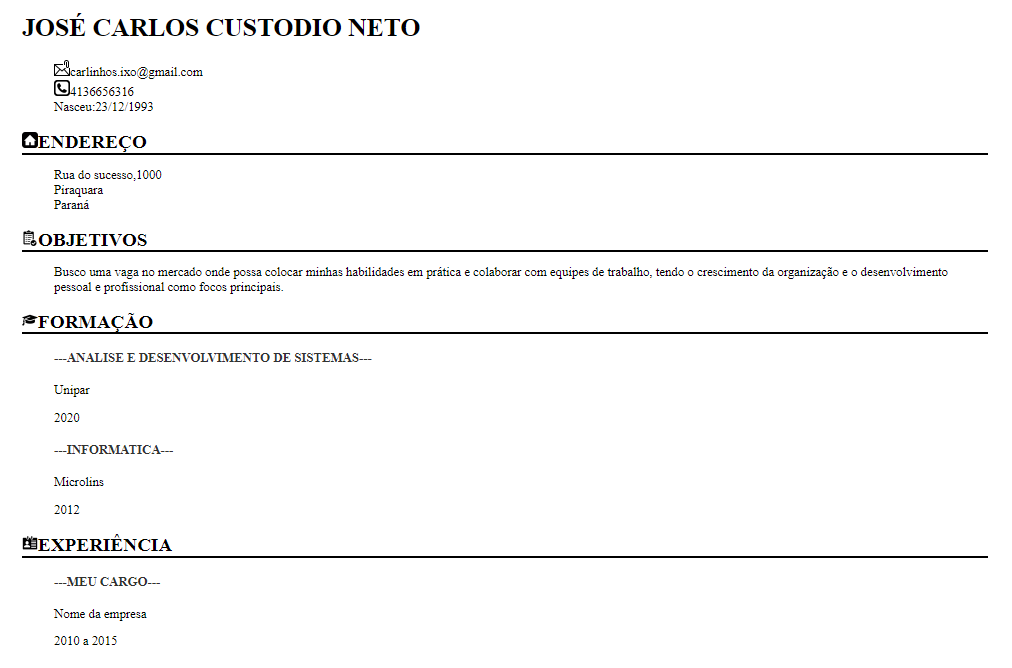 JOSÉ CARLOS CUSTODIO NETO
carlinhos.ixo@gmail.com
4136656316
Nasceu:23/12/1993
ENDEREÇO
Rua do sucesso,1000
Piraquara
Paraná
OBJETIVOS
Busco uma vaga no mercado onde possa colocar minhas habilidades em prática e colaborar com equipes de trabalho, tendo o crescimento da organização e o desenvolvimento
pessoal e profissional como focos principais.
FORMAÇÃO
---ANALISE E DESENVOLVIMENTO DE SISTEMAS---
Unipar
2020
---INFORMATICA---
Microlins
2012
EXPERIÊNCIA
---MEU CARGO---
Nome da empresa
2010 a 2015